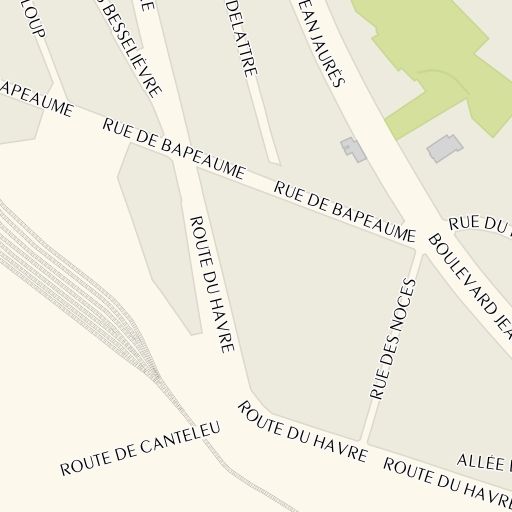 LOUP
BESSELIÈVRE
DELATTRE
JEAN JAURÈS
APEAUME
RUE DE BAPEAUME
RUE DE BAPEAUME
RUE DU
BOULEVARD JEA
ROUTE DU HAVRE
RUE DES NOCES
ROUTE DE CANTELEU
ROUTE DU HAVRE
ROUTE DU HAVRE
ALLÉE